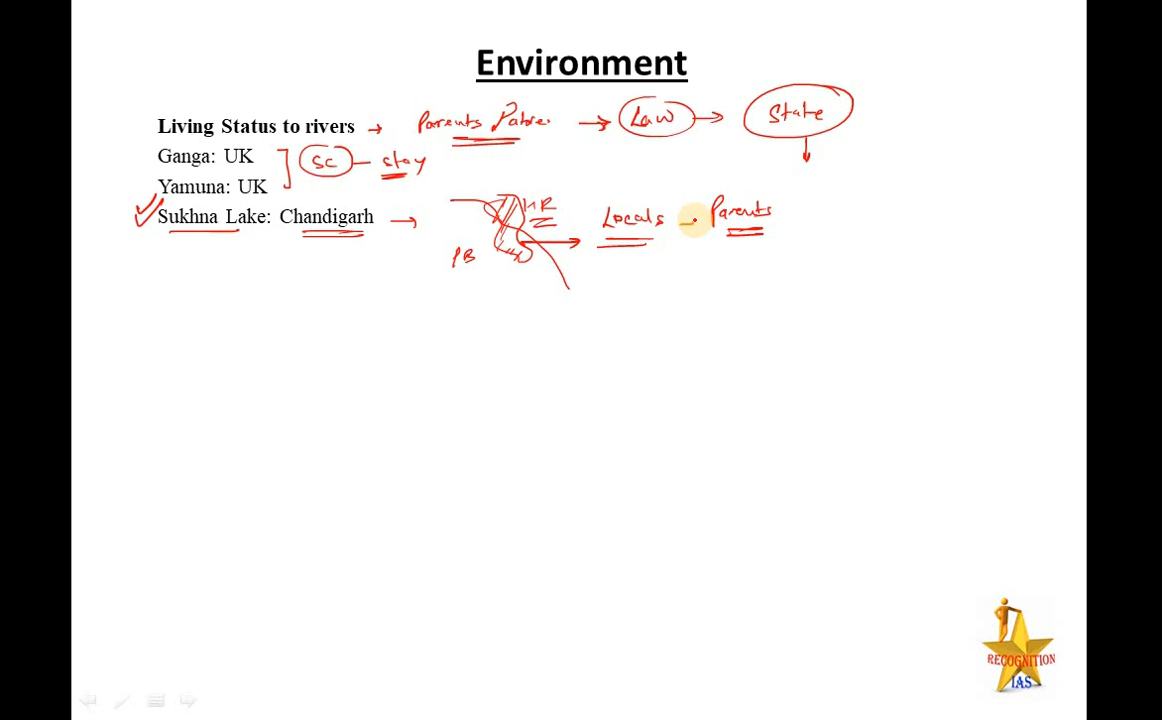 Environment
Living Status to rivers → Parents Patrie → Law → State
Ganga: UK
SC - stay
Yamuna: UK
Sukhna Lake: Chandigarh → HR Locals - Parents
PB
RECOGNITION
IAS